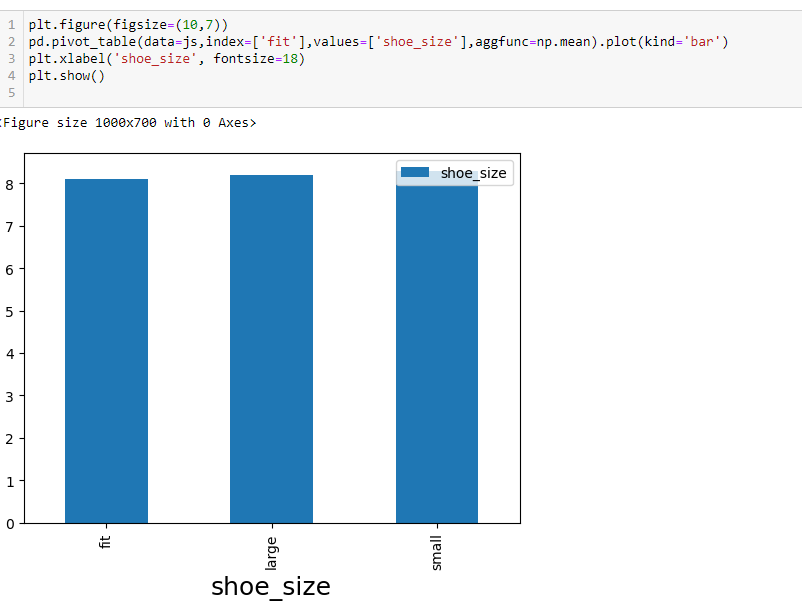 1 plt.figure(figsize=(10,7))
2 pd.pivot_table(data=js,index=['fit'],values=['shoe_size'],aggfunc=np.mean).plot(kind='bar')
3 plt.xlabel('shoe_size', fontsize=18)
4 plt.show()
5
<Figure size 1000x700 with 0 Axes>
shoe_size
8
7
6
5
4
3
2
1
0
fit
large
small
shoe_size